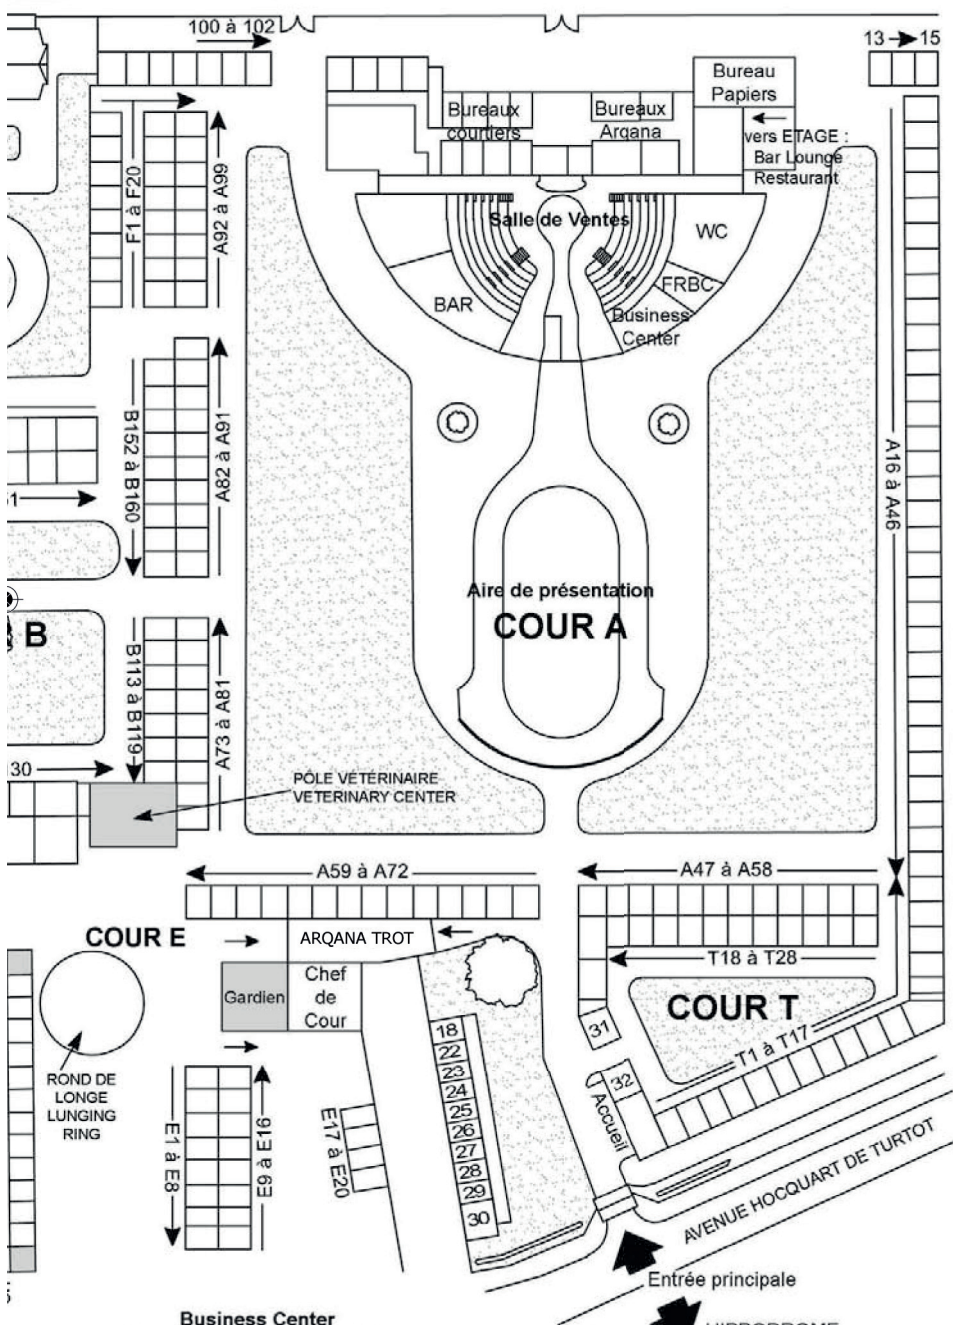 100 à 102
13 15
Bureau
Papiers
Bureaux
courtiers
Bureaux
Arqana
vers ETAGE :
Bar Lounge
Restaurant
F1 à F20
A92 à A99
Salle de Ventes
WC
BAR
FRBC
Business
Center
B152 à B160
A82 à A91
A16 à A46
Aire de présentation
COUR A
B
B113 à B119
A73 à A81
30
PÔLE VÉTÉRINAIRE
VETERINARY CENTER
A59 à A72
A47 à A58
COUR E
ARQANA TROT
T18 à T28
Gardien
Chef
de
Cour
COUR T
31
T1 à T17
32
Accueil
ROND DE
LONGE
LUNGING
RING
18
22
23
24
25
26
27
28
29
30
E1 à E8
E9 à E16
E17 à E20
AVENUE HOCQUART DE TURTOT
Entrée principale
Business Center
HIPPODROME